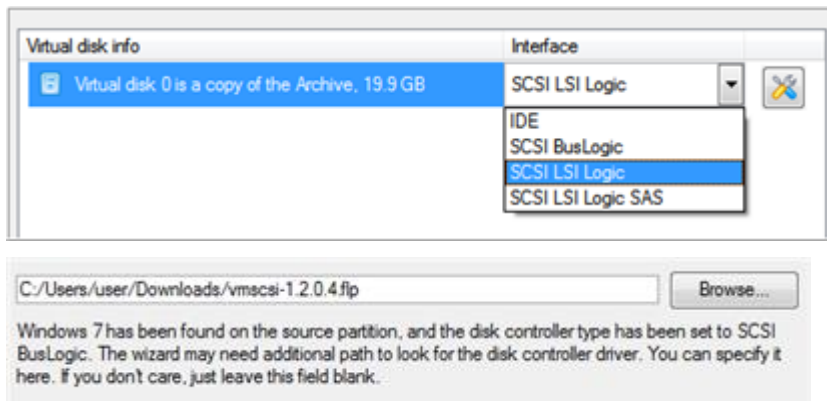 Virtual disk info Interface
Virtual disk 0 is a copy of the Archive, 19.9 GB SCSI LSI Logic
IDE
SCSI BusLogic
SCSI LSI Logic
SCSI LSI Logic SAS
C:/Users/user/Downloads/vmscsi-1.2.0.4.flp Browse...
Windows 7 has been found on the source partition, and the disk controller type has been set to SCSI
BusLogic. The wizard may need additional path to look for the disk controller driver. You can specify it
here. If you don't care, just leave this field blank.